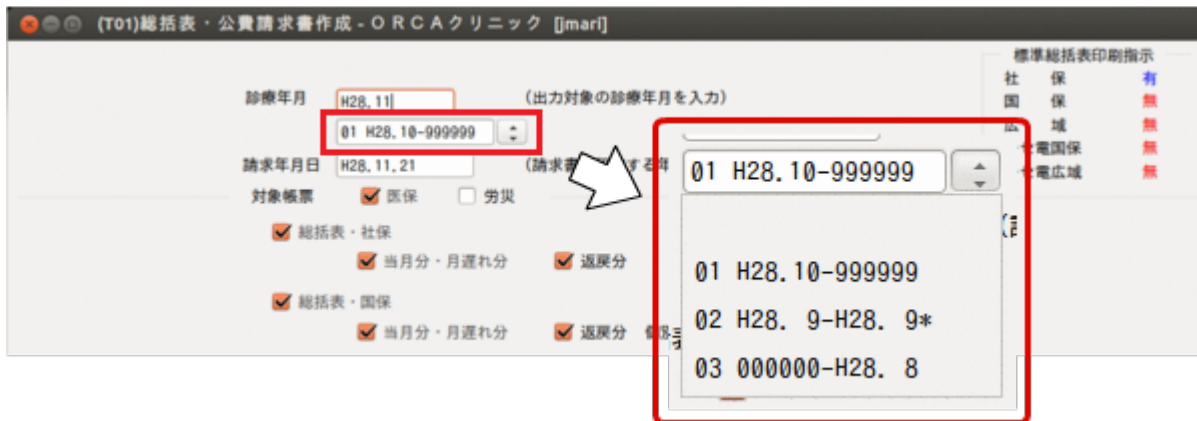 (T01)総括表・公費請求書作成-ORCAクリニック [jmari]
標準総括表印刷指示
社 保 有
国 保 無
広 域 無
セ電国保 無
セ電広域 無
診療年月 H28.11 (出力対象の診療年月を入力)
01 H28.10-999999
請求年月日 H28.11.21
対象帳票 医保 労災
総括表・社保
当月分・月遅れ分 返戻分
総括表・国保
当月分・月遅れ分 返戻分
01 H28.10-999999
01 H28.10-999999
02 H28. 9-H28. 9*
03 000000-H28. 8